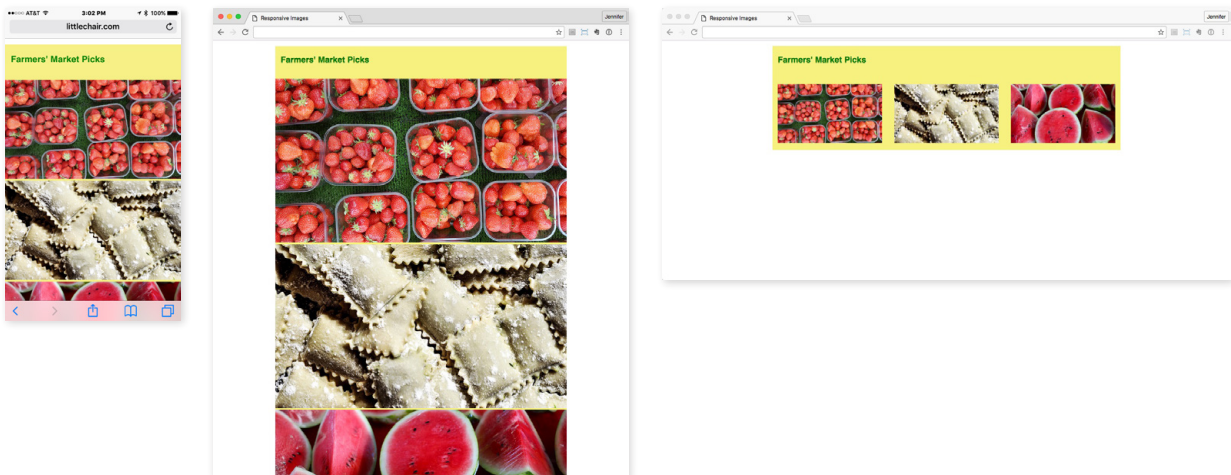 AT&T 3:02 PM 100%
littlechair.com
Farmers' Market Picks
Responsive Images
Jennifer
Farmers' Market Picks
Responsive Images
Jennifer
Farmers' Market Picks